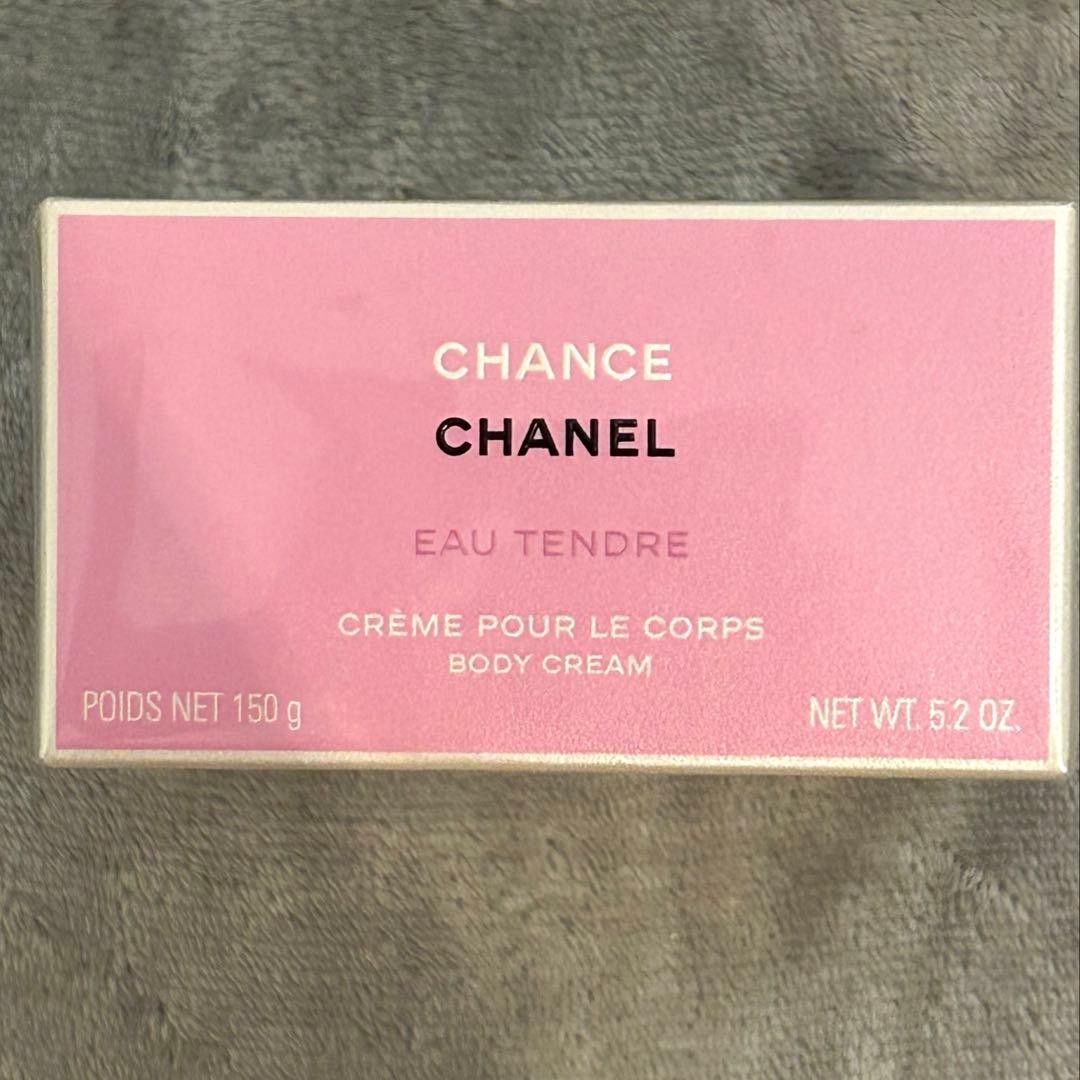 CHANCE
CHANEL
EAU TENDRE
CRÈME POUR LE CORPS
BODY CREAM
POIDS NET 150 g
NET WT. 5.2 OZ.